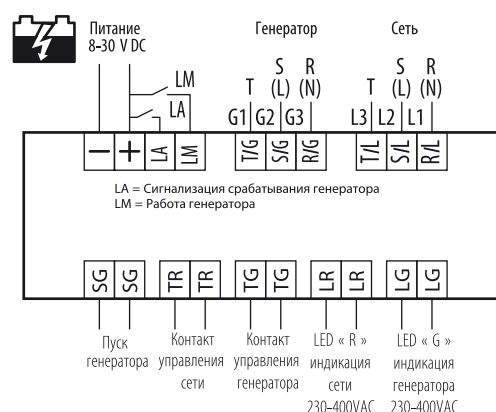 Питание
8-30 V DC
Генератор
Сеть
LM
LA
T
S
(L)
R
(N)
T
S
(L)
R
(N)
G1
G2
G3
L3
L2
L1
−
+
LA
LM
T/G
S/G
R/G
T/L
S/L
R/L
LA = Сигнализация срабатывания генератора
LM = Работа генератора
SG
SG
TR
TR
TG
TG
LR
LR
LG
LG
Пуск
генератора
Контакт
управления
сети
Контакт
управления
генератора
LED « R »
индикация
сети
230–400VAC
LED « G »
индикация
генератора
230–400VAC